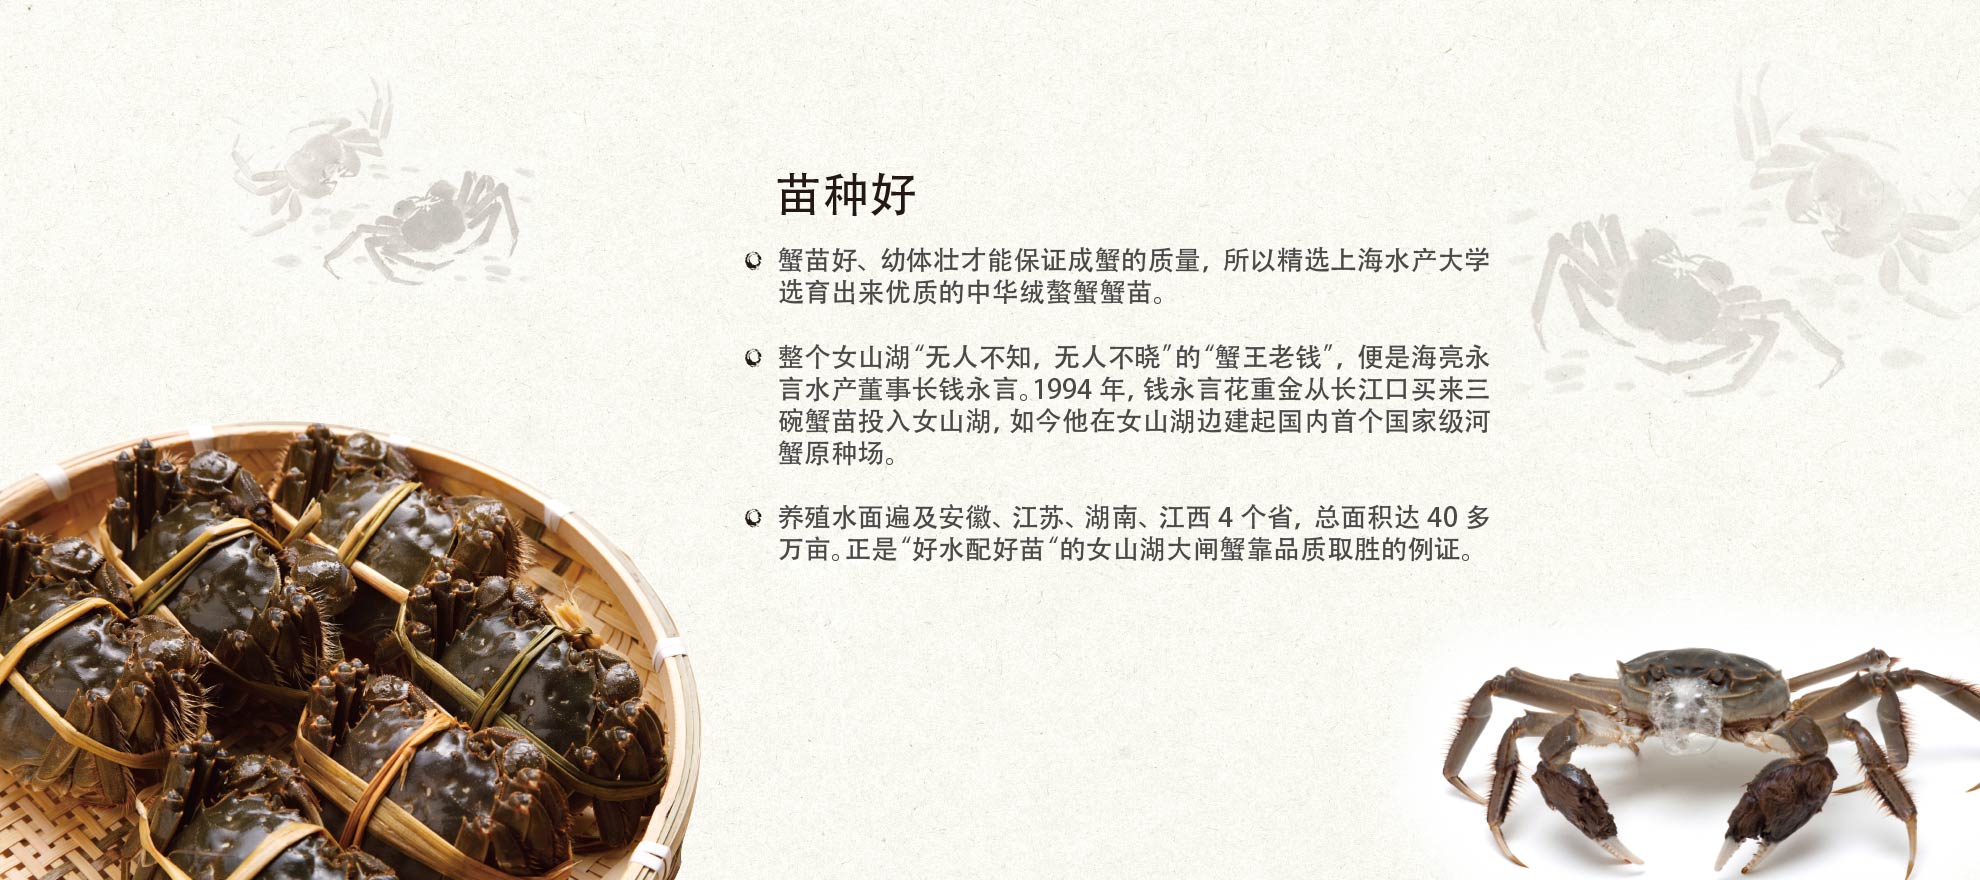 苗种好
蟹苗好、幼体壮才能保证成蟹的质量，所以精选上海水产大学
选育出来优质的中华绒螯蟹蟹苗。
整个女山湖“无人不知，无人不晓”的“蟹王老钱”，便是海亮永
言水产董事长钱永言。1994 年，钱永言花重金从长江口买来三
碗蟹苗投入女山湖，如今他在女山湖边建起国内首个国家级河
蟹原种场。
养殖水面遍及安徽、江苏、湖南、江西 4 个省，总面积达 40 多
万亩。正是“好水配好苗“的女山湖大闸蟹靠品质取胜的例证。